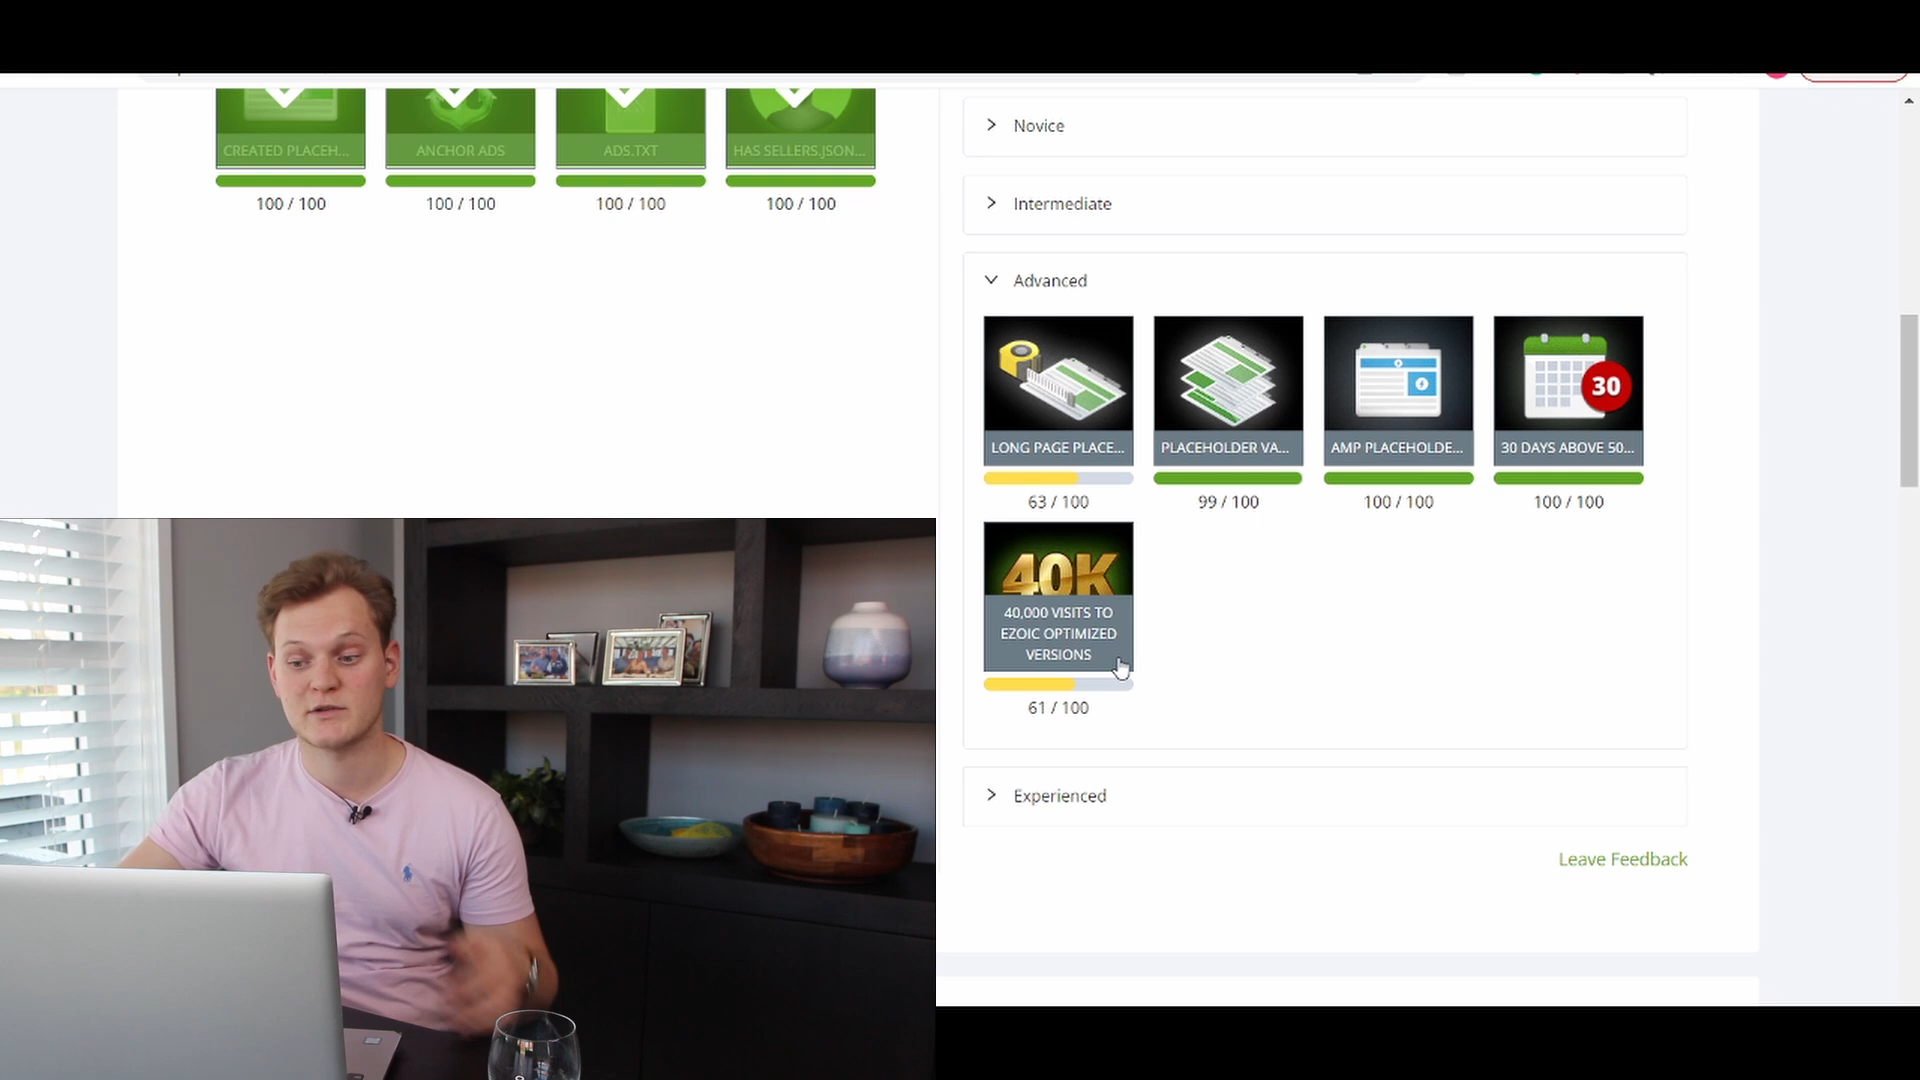 CREATED PLACEH...
ANCHOR ADS
ADS.TXT
HAS SELLERS.JSON...
100 / 100
100 / 100
100 / 100
100 / 100
Novice
Intermediate
Advanced
30
LONG PAGE PLACE...
PLACEHOLDER VA...
AMP PLACEHOLDE...
30 DAYS ABOVE 50...
63 / 100
99 / 100
100 / 100
100 / 100
40K
40,000 VISITS TO
EZOIC OPTIMIZED
VERSIONS
61 / 100
Experienced
Leave Feedback